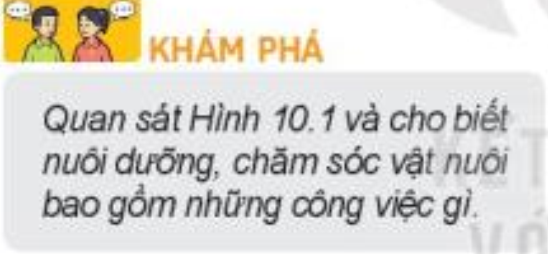 KHÁM PHÁ
Quan sát Hình 10.1 và cho biết
nuôi dưỡng, chăm sóc vật nuôi
bao gồm những công việc gì.
KẾT